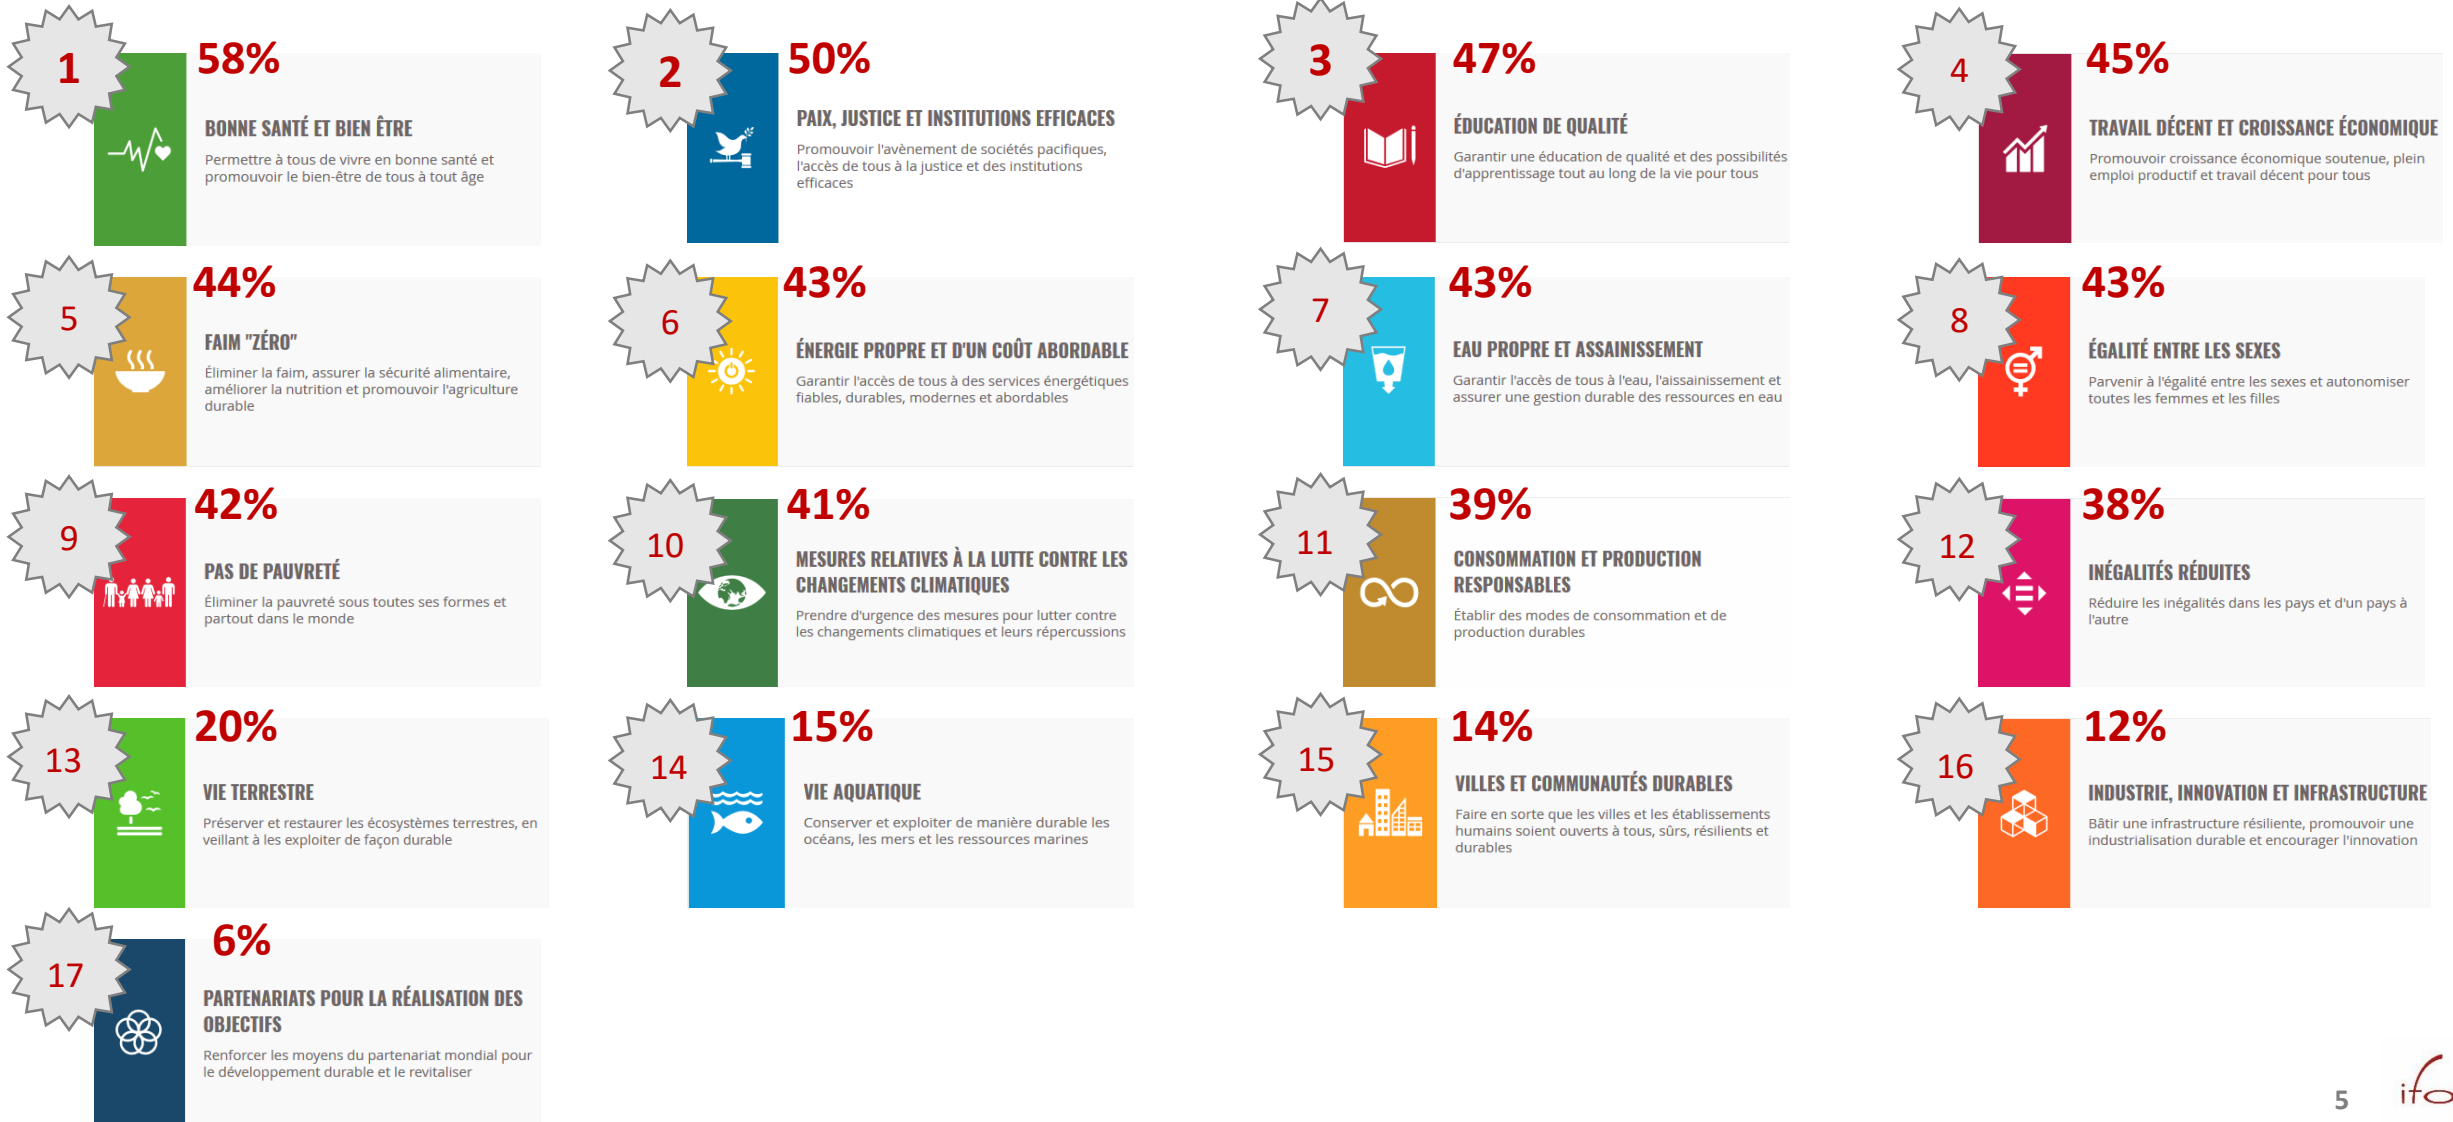 1
58%
BONNE SANTÉ ET BIEN ÊTRE
Permettre à tous de vivre en bonne santé et
promouvoir le bien-être de tous à tout âge
2
50%
PAIX, JUSTICE ET INSTITUTIONS EFFICACES
Promouvoir l'avènement de sociétés pacifiques,
l'accès de tous à la justice et des institutions
efficaces
3
47%
ÉDUCATION DE QUALITÉ
Garantir une éducation de qualité et des possibilités
d'apprentissage tout au long de la vie pour tous
4
45%
TRAVAIL DÉCENT ET CROISSANCE ÉCONOMIQUE
Promouvoir croissance économique soutenue, plein
emploi productif et travail décent pour tous
5
44%
FAIM "ZÉRO"
Éliminer la faim, assurer la sécurité alimentaire,
améliorer la nutrition et promouvoir l'agriculture
durable
6
43%
ÉNERGIE PROPRE ET D'UN COÛT ABORDABLE
Garantir l'accès de tous à des services énergétiques
fiables, durables, modernes et abordables
7
43%
EAU PROPRE ET ASSAINISSEMENT
Garantir l'accès de tous à l'eau, l'aissainissement et
assurer une gestion durable des ressources en eau
8
43%
ÉGALITÉ ENTRE LES SEXES
Parvenir à l'égalité entre les sexes et autonomiser
toutes les femmes et les filles
9
42%
PAS DE PAUVRETÉ
Éliminer la pauvreté sous toutes ses formes et
partout dans le monde
10
41%
MESURES RELATIVES À LA LUTTE CONTRE LES
CHANGEMENTS CLIMATIQUES
Prendre d'urgence des mesures pour lutter contre
les changements climatiques et leurs répercussions
11
39%
CONSOMMATION ET PRODUCTION
RESPONSABLES
Établir des modes de consommation et de
production durables
12
38%
INÉGALITÉS RÉDUITES
Réduire les inégalités dans les pays et d'un pays à
l'autre
13
20%
VIE TERRESTRE
Préserver et restaurer les écosystèmes terrestres, en
veillant à les exploiter de façon durable
14
15%
VIE AQUATIQUE
Conserver et exploiter de manière durable les
océans, les mers et les ressources marines
15
14%
VILLES ET COMMUNAUTÉS DURABLES
Faire en sorte que les villes et les établissements
humains soient ouverts à tous, sûrs, résilients et
durables
16
12%
INDUSTRIE, INNOVATION ET INFRASTRUCTURE
Bâtir une infrastructure résiliente, promouvoir une
industrialisation durable et encourager l'innovation
17
6%
PARTENARIATS POUR LA RÉALISATION DES
OBJECTIFS
Renforcer les moyens du partenariat mondial pour
le développement durable et le revitaliser
5
ifo